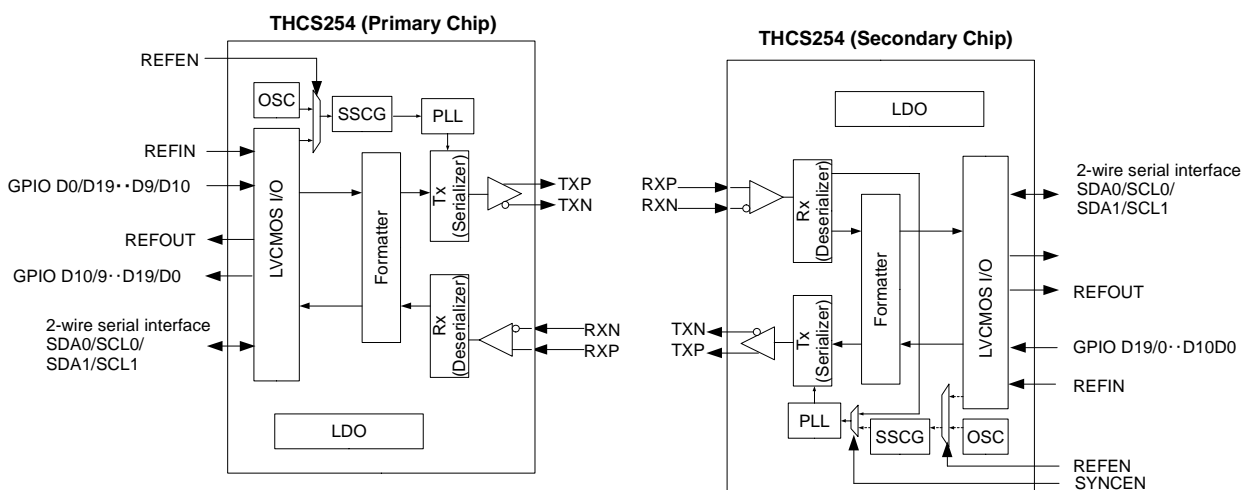 THCS254 (Primary Chip)
REFEN
OSC
SSCG
PLL
REFIN
GPIO D0/D19··D9/D10
REFOUT
GPIO D10/9··D19/D0
2-wire serial interface
SDA0/SCL0/
SDA1/SCL1
LVCMOS I/O
Formatter
Tx
(Serializer)
TXP
TXN
Rx
(Deserializer)
RXN
RXP
LDO
THCS254 (Secondary Chip)
LDO
RXP
RXN
Rx
(Deserializer)
Formatter
LVCMOS I/O
2-wire serial interface
SDA0/SCL0/
SDA1/SCL1
REFOUT
TXN
TXP
Tx
(Serializer)
GPIO D19/0··D10D0
REFIN
PLL
SSCG
OSC
REFEN
SYNCEN